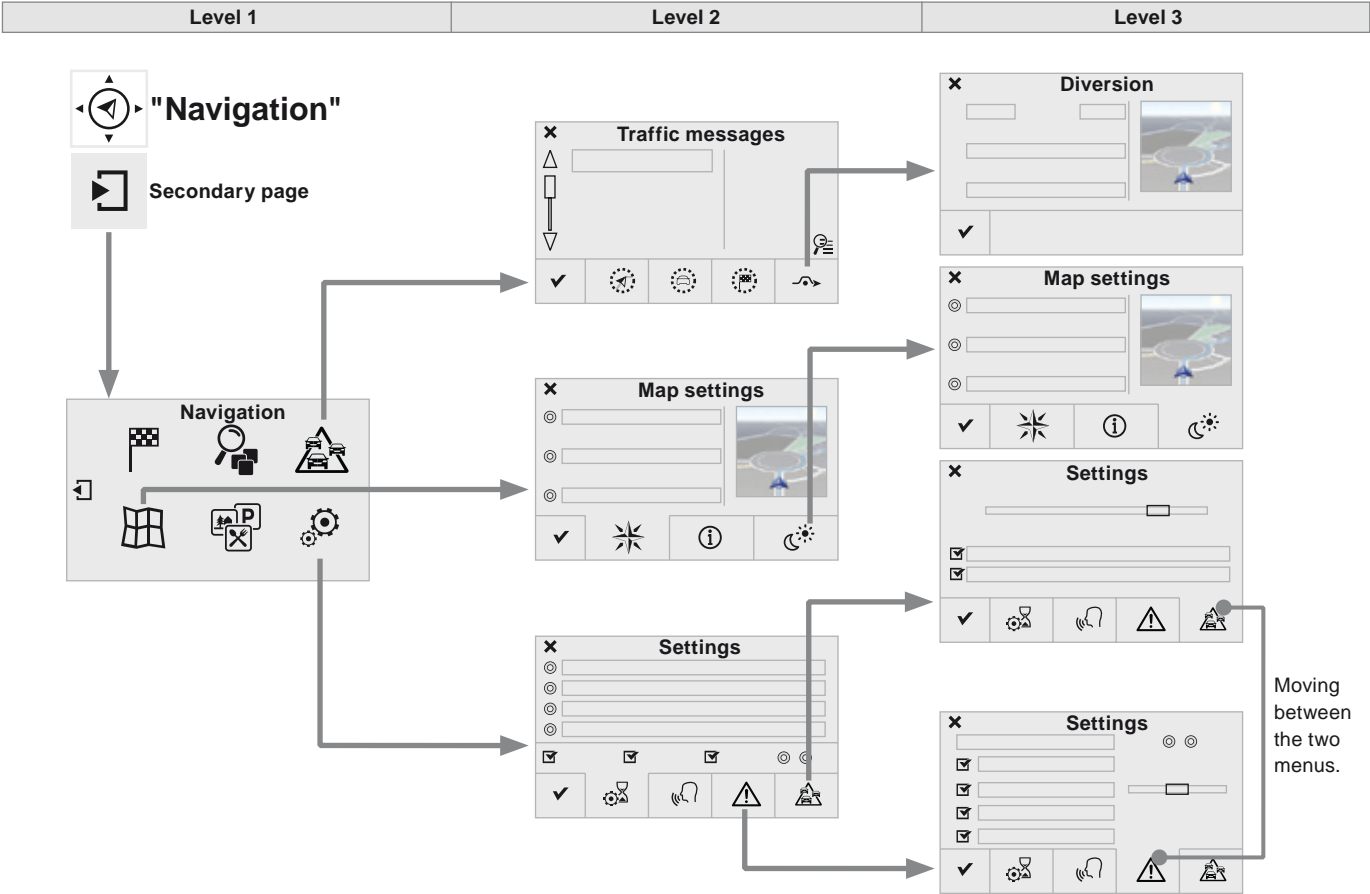 Level 1
Level 2
Level 3
"Navigation"
Secondary page
Navigation
P
Traffic messages
Map settings
Settings
Diversion
Map settings
Settings
Settings
Moving
between
the two
menus.